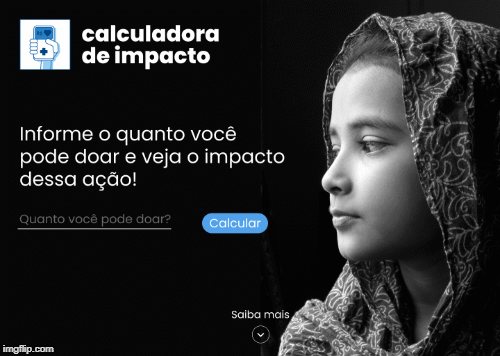 calculadora
de impacto
Informe o quanto você
pode doar e veja o impacto
dessa ação!
Quanto você pode doar?
Calcular
Saiba mais
imgflip.com